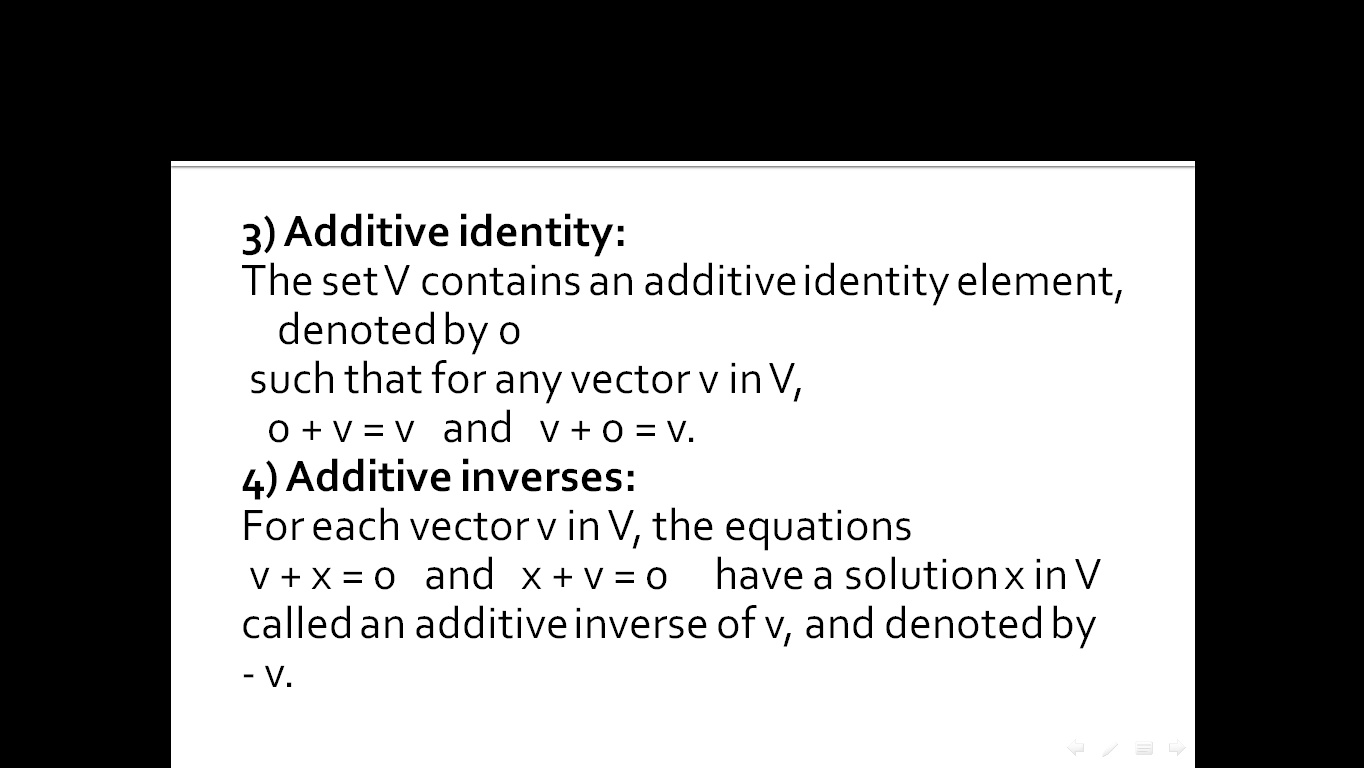 3) Additive identity:
The set V contains an additive identity element,
denoted by 0
such that for any vector v in V,
0 + v = v and v + 0 = v.
4) Additive inverses:
For each vector v in V, the equations
v + x = 0 and x + v = 0 have a solution x in V
called an additive inverse of v, and denoted by
- v.